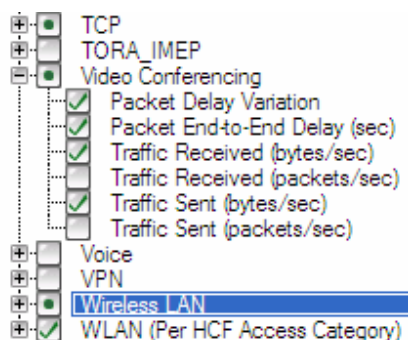 TCP
TORA_IMEP
Video Conferencing
Packet Delay Variation
Packet End-to-End Delay (sec)
Traffic Received (bytes/sec)
Traffic Received (packets/sec)
Traffic Sent (bytes/sec)
Traffic Sent (packets/sec)
Voice
VPN
Wireless LAN
WLAN (Per HCF Access Category)